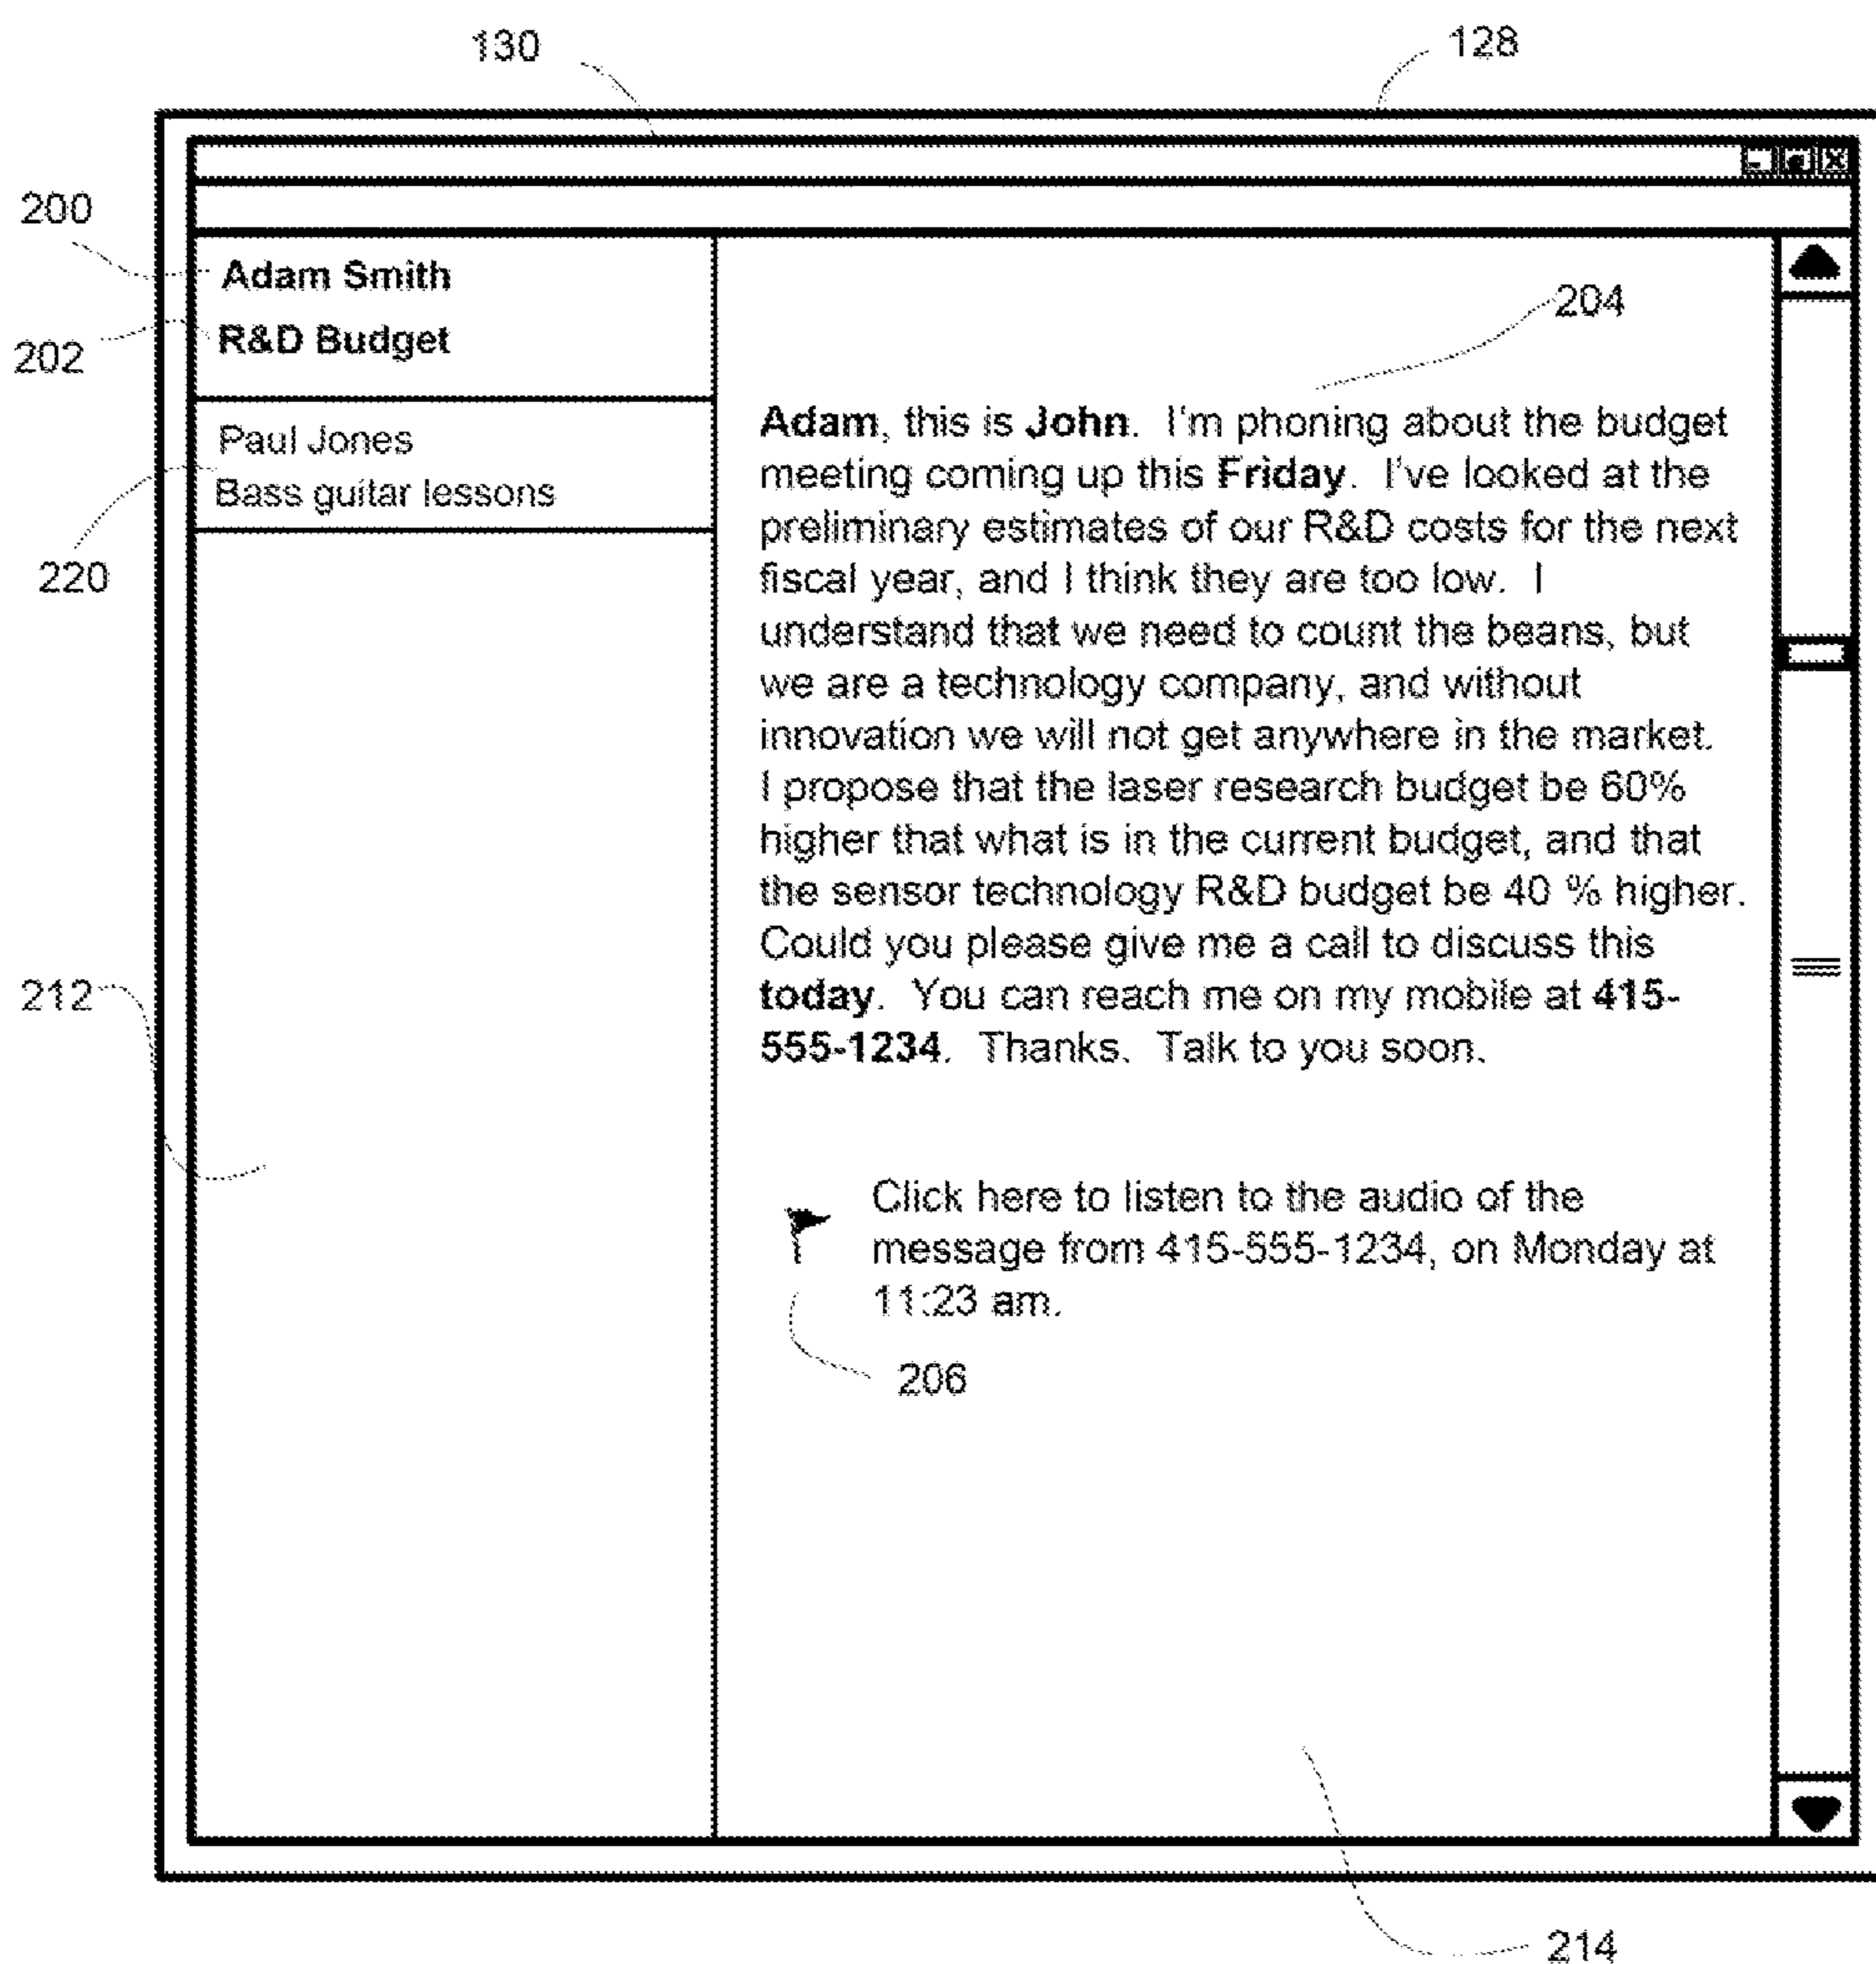 130
128
200
Adam Smith
202
R&D Budget
220
Paul Jones
Bass guitar lessons
212
204
Adam, this is John. I'm phoning about the budget
meeting coming up this Friday. I've looked at the
preliminary estimates of our R&D costs for the next
fiscal year, and I think they are too low. I
understand that we need to count the beans, but
we are a technology company, and without
innovation we will not get anywhere in the market.
I propose that the laser research budget be 60%
higher that what is in the current budget, and that
the sensor technology R&D budget be 40 % higher.
Could you please give me a call to discuss this
today. You can reach me on my mobile at 415-
555-1234. Thanks. Talk to you soon.
Click here to listen to the audio of the
message from 415-555-1234, on Monday at
11:23 am.
206
214